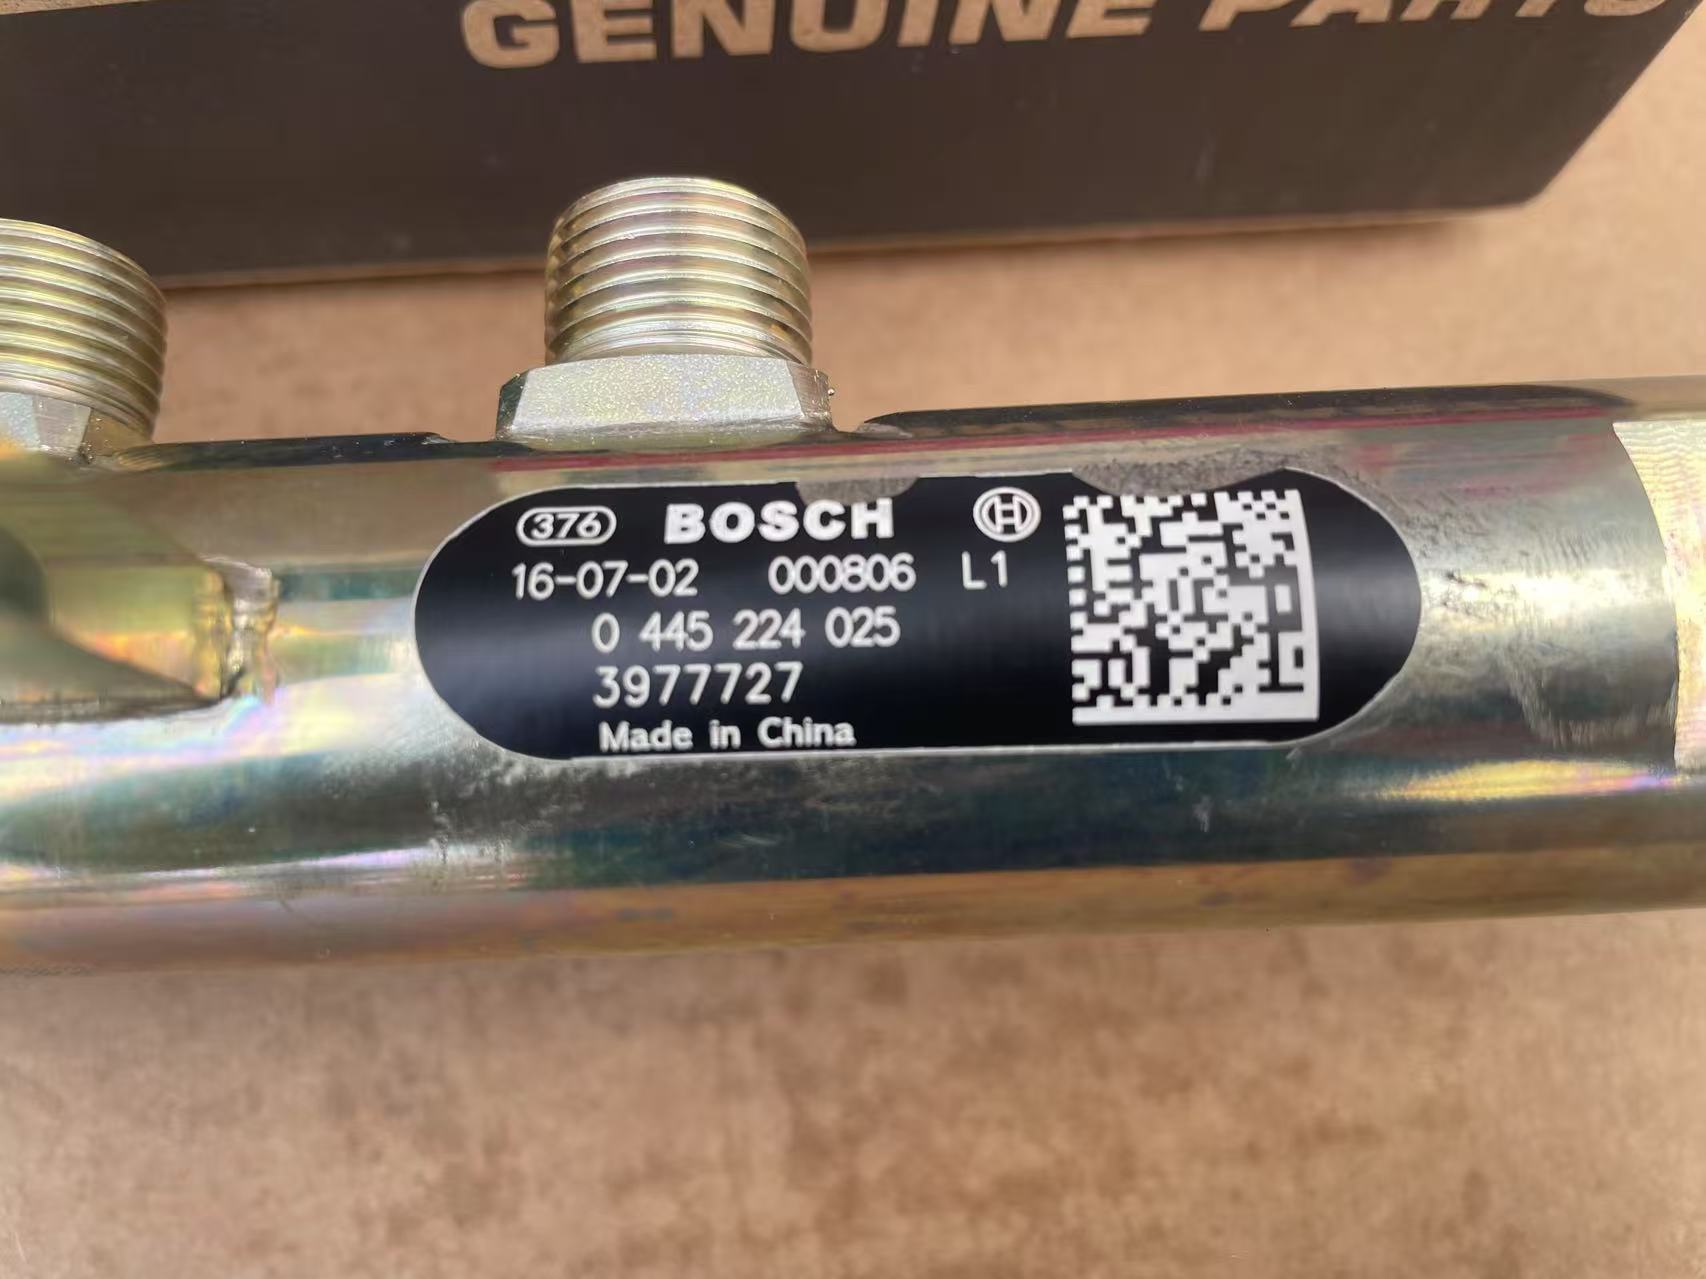 GENUINE PARTS
376 BOSCH H
16-07-02 000806 L1
0 445 224 025
3977727
Made in China